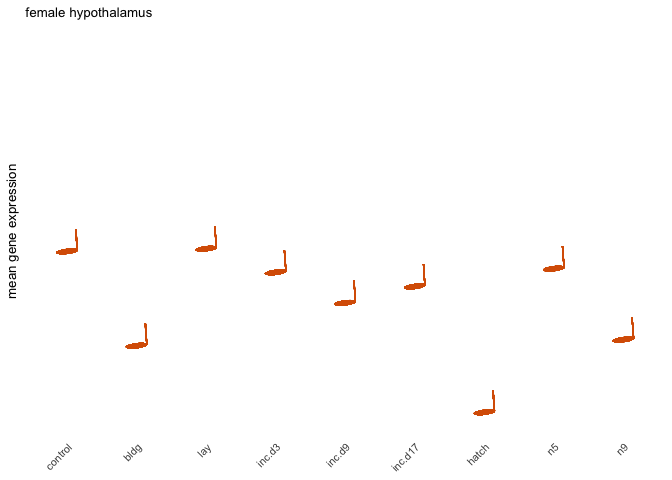 female hypothalamus
mean gene expression
control
bldg
lay
inc.d3
inc.d9
inc.d17
hatch
n5
n9